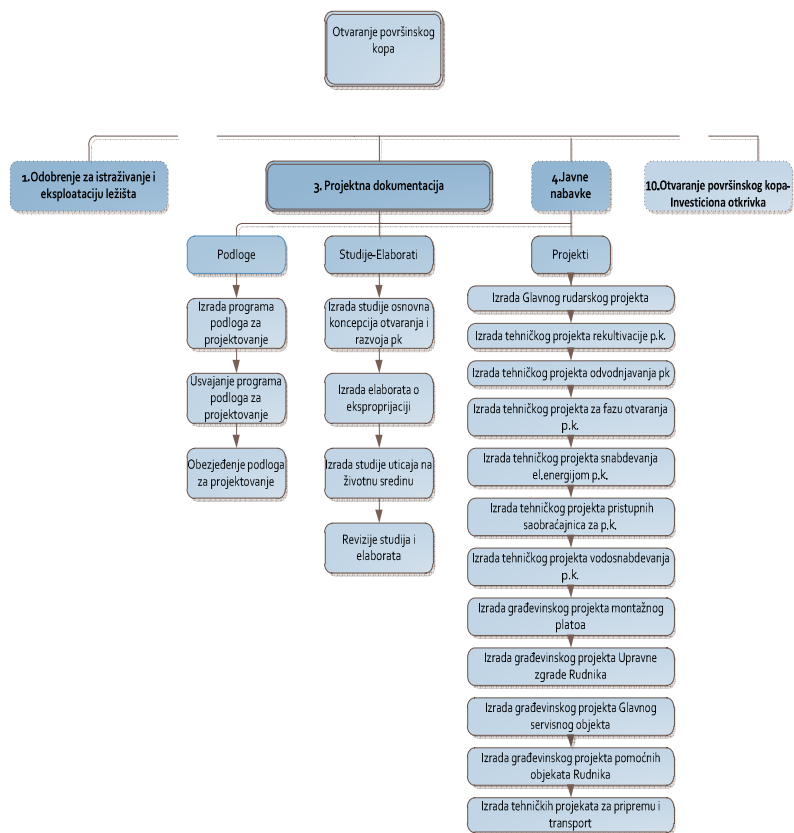 Otvaranje površinskog
kopa
1.Odobrenje za istraživanje i
eksploataciju ležišta
3. Projektna dokumentacija
4.Javne
nabavke
10.Otvaranje površinskog kopa-
Investiciona otkrivka
Podloge
Izrada programa
podloga za
projektovanje
Usvajanje programa
podloga za
projektovanje
Obezjeđenje podloga
za projektovanje
Studije-Elaborati
Izrada studije osnovna
koncepcija otvaranja i
razvoja pk
Izrada elaborata o
eksproprijaciji
Izrada studije uticaja na
životnu sredinu
Revizije studija i
elaborata
Projekti
Izrada Glavnog rudarskog projekta
Izrada tehničkog projekta rekultivacije p.k.
Izrada tehničkog projekta odvodnjavanja pk
Izrada tehničkog projekta za fazu otvaranja
p.k.
Izrada tehničkog projekta snabdevanja
el.energijom p.k.
Izrada tehničkog projekta pristupnih
saobraćajnica za p.k.
Izrada tehničkog projekta vodosnabdevanja
p.k.
Izrada građevinskog projekta montažnog
platoa
Izrada građevinskog projekta Upravne
zgrade Rudnika
Izrada građevinskog projekta Glavnog
servisnog objekta
Izrada građevinskog projekta pomoćnih
objekata Rudnika
Izrada tehničkih projekata za pripremu i
transport